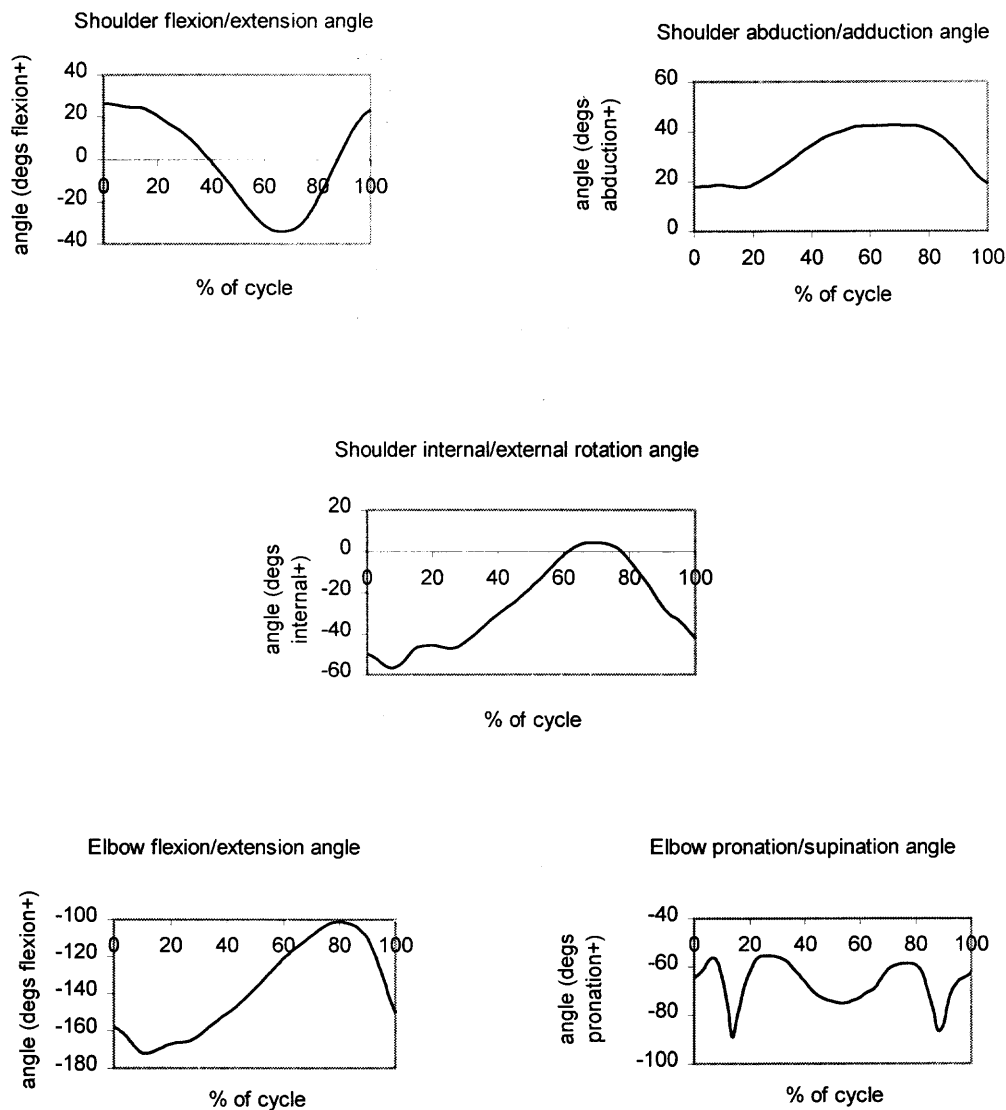 Shoulder flexion/extension angle
angle (degs flexion+)
40
20
0
-20
-40
0 20 40 60 80 100
% of cycle
Shoulder abduction/adduction angle
angle (degs
abduction+)
60
40
20
0
0 20 40 60 80 100
% of cycle
Shoulder internal/external rotation angle
angle (degs
internal+)
20
0
-20
-40
-60
0 20 40 60 80 100
% of cycle
Elbow flexion/extension angle
angle (degs flexion+)
-100
-120
-140
-160
-180
0 20 40 60 80 100
% of cycle
Elbow pronation/supination angle
angle (degs
pronation+)
-40
-60
-80
-100
0 20 40 60 80 100
% of cycle